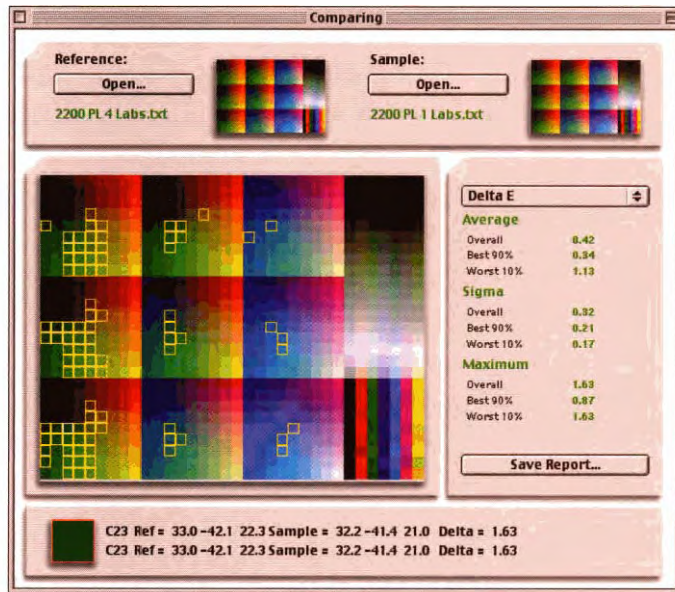 Comparing
Reference:
Open...
2200 PL 4 Labs.txt
Sample:
Open...
2200 PL 1 Labs.txt
Delta E
Average
Overall 0.42
Best 90% 0.34
Worst 10% 1.13
Sigma
Overall 0.32
Best 90% 0.21
Worst 10% 0.17
Maximum
Overall 1.63
Best 90% 0.87
Worst 10% 1.63
Save Report...
C23 Ref = 33.0 -42.1 22.3 Sample = 32.2 -41.4 21.0 Delta = 1.63
C23 Ref = 33.0 -42.1 22.3 Sample = 32.2 -41.4 21.0 Delta = 1.63